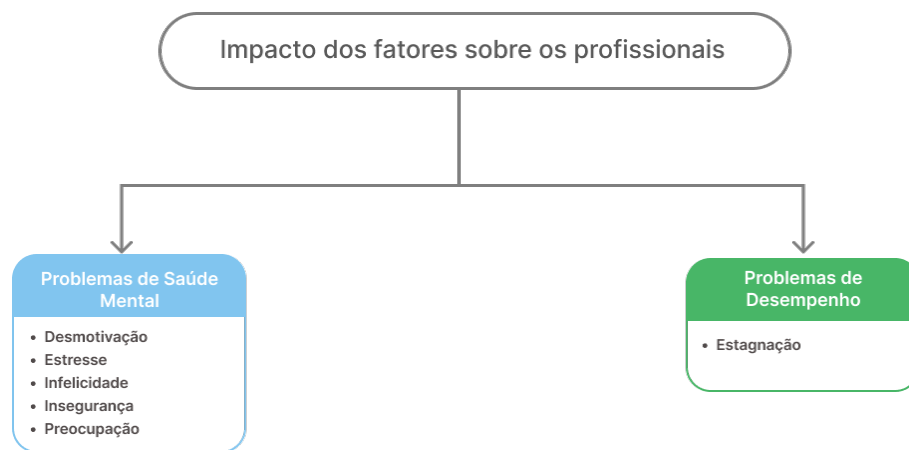 Impacto dos fatores sobre os profissionais
Problemas de Saúde
Mental
• Desmotivação
• Estresse
• Infelicidade
• Insegurança
• Preocupação
Problemas de
Desempenho
• Estagnação